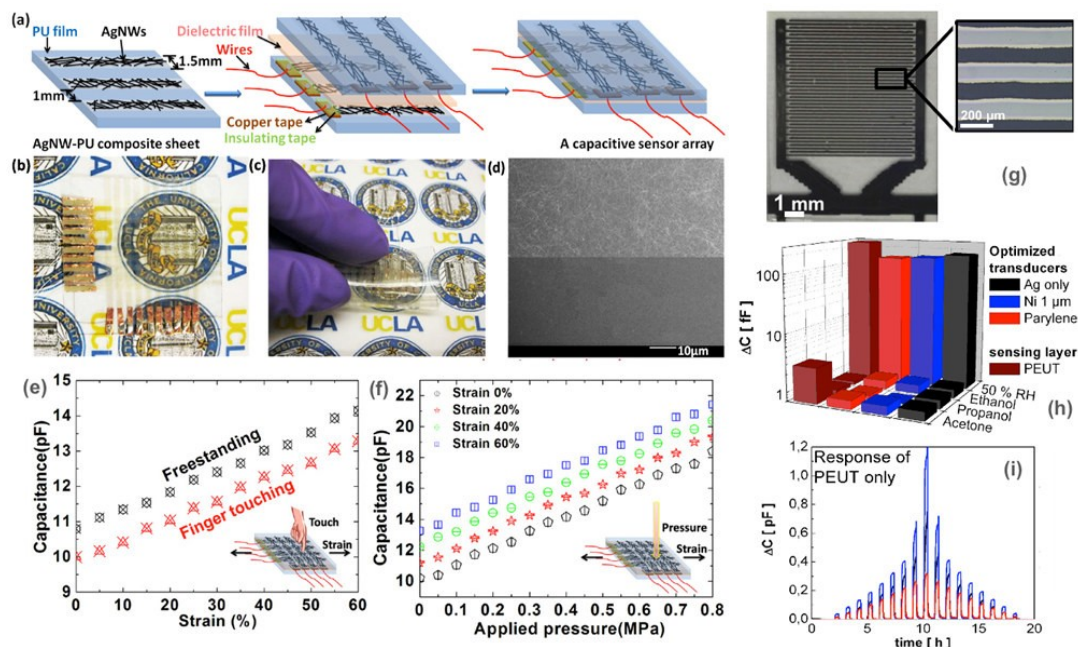 (a)
PU film
AgNWs
1.5mm
1mm
AgNW-PU composite sheet
Dielectric film
Wires
Copper tape
Insulating tape
A capacitive sensor array
(b)
UCLA
(c)
UCLA
(d)
10μm
(e)
Capacitance(pF)
15
14
13
12
11
10
9
Freestanding
Finger touching
Touch
Strain
0 10 20 30 40 50 60
Strain (%)
(f)
Capacitance(pF)
22
20
18
16
14
12
10
Strain 0%
Strain 20%
Strain 40%
Strain 60%
Pressure
Strain
0 0.1 0.2 0.3 0.4 0.5 0.6 0.7 0.8
Applied pressure(MPa)
200 μm
(g)
1 mm
ΔC [ fF ]
100
10
1
Optimized
transducers
Ag only
Ni 1 μm
Parylene
sensing layer
PEUT
50 % RH
Ethanol
Propanol
Acetone
(h)
(i)
Response of
PEUT only
ΔC [ pF ]
1,2
1,0
0,8
0,6
0,4
0,2
0,0
0 5 10 15 20
time [ h ]